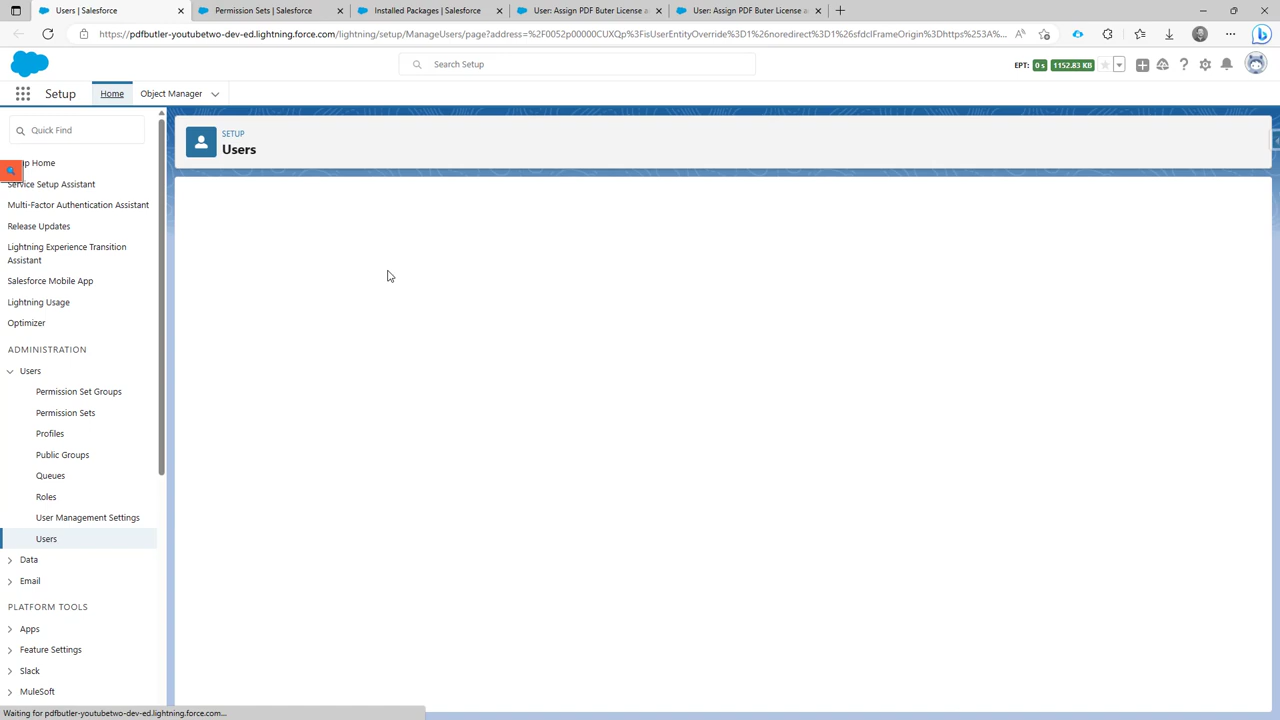 Users | Salesforce
Permission Sets | Salesforce
Installed Packages | Salesforce
User: Assign PDF Buter License a
User: Assign PDF Buter License a
https://pdfbutler-youtubetwo-dev-ed.lightning.force.com/lightning/setup/ManageUsers/page?address=%2F0052p00000CUXQp%3FisUserEntityOverride%3D1%26noredirect%3D1%26sfdcIFrameOrigin%3Dhttps%253A%...
Search Setup
EPT: 0 s 1152.83 KB
Setup
Home
Object Manager
Quick Find
SETUP
Users
p Home
Service Setup Assistant
Multi-Factor Authentication Assistant
Release Updates
Lightning Experience Transition
Assistant
Salesforce Mobile App
Lightning Usage
Optimizer
ADMINISTRATION
Users
Permission Set Groups
Permission Sets
Profiles
Public Groups
Queues
Roles
User Management Settings
Users
Data
Email
PLATFORM TOOLS
Apps
Feature Settings
Slack
MuleSoft
Waiting for pdfbutler-youtubetwo-dev-ed.lightning.force.com...